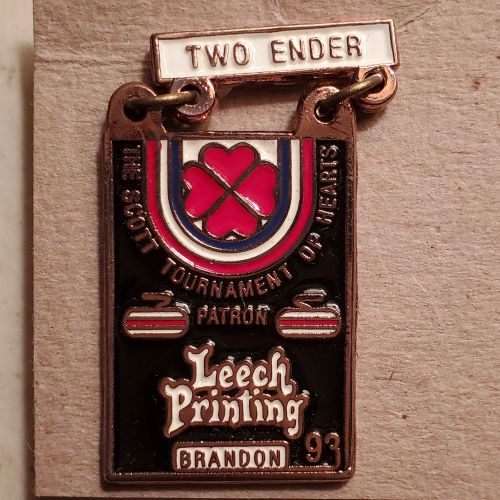 TWO ENDER
THE SCOTT TOURNAMENT OF HEARTS
PATRON
Leech
Printing
BRANDON
93